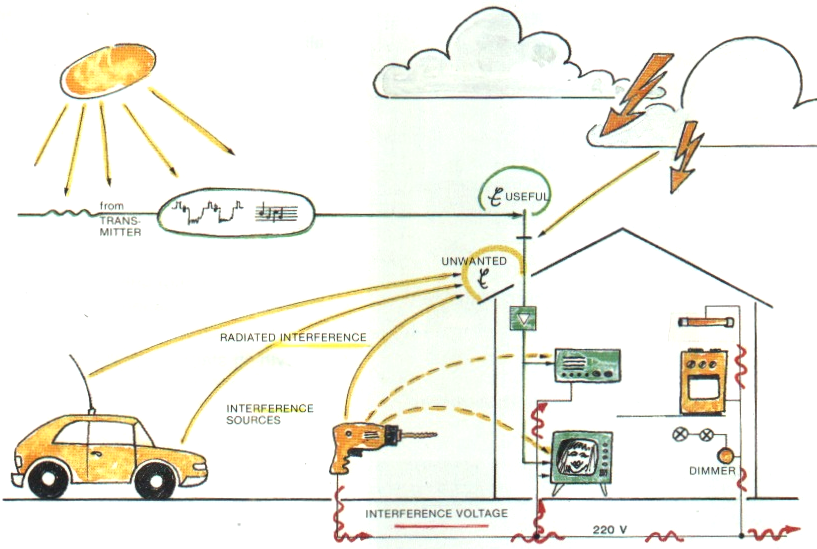 from
TRANS-
MITTER
USEFUL
UNWANTED
RADIATED INTERFERENCE
INTERFERENCE
SOURCES
DIMMER
INTERFERENCE VOLTAGE
220 V